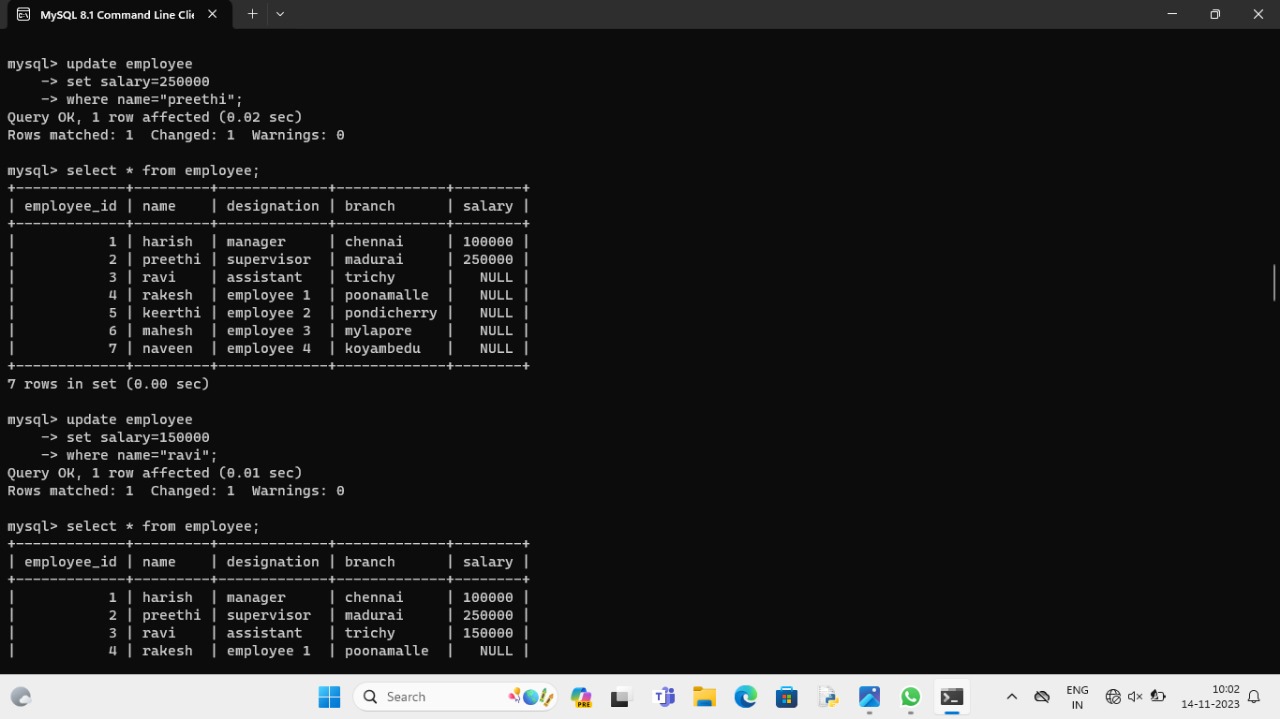 MySQL 8.1 Command Line Clie
mysql> update employee
    -> set salary=250000
    -> where name="preethi";
Query OK, 1 row affected (0.02 sec)
Rows matched: 1  Changed: 1  Warnings: 0
mysql> select * from employee;
+-------------+---------+-------------+-------------+--------+
| employee_id | name    | designation | branch      | salary |
+-------------+---------+-------------+-------------+--------+
|           1 | harish  | manager     | chennai     | 100000 |
|           2 | preethi | supervisor  | madurai     | 250000 |
|           3 | ravi    | assistant   | trichy      |   NULL |
|           4 | rakesh  | employee 1  | poonamalle  |   NULL |
|           5 | keerthi | employee 2  | pondicherry |   NULL |
|           6 | mahesh  | employee 3  | mylapore    |   NULL |
|           7 | naveen  | employee 4  | koyambedu   |   NULL |
+-------------+---------+-------------+-------------+--------+
7 rows in set (0.00 sec)
mysql> update employee
    -> set salary=150000
    -> where name="ravi";
Query OK, 1 row affected (0.01 sec)
Rows matched: 1  Changed: 1  Warnings: 0
mysql> select * from employee;
+-------------+---------+-------------+-------------+--------+
| employee_id | name    | designation | branch      | salary |
+-------------+---------+-------------+-------------+--------+
|           1 | harish  | manager     | chennai     | 100000 |
|           2 | preethi | supervisor  | madurai     | 250000 |
|           3 | ravi    | assistant   | trichy      | 150000 |
|           4 | rakesh  | employee 1  | poonamalle  |   NULL |
Search
PRE
ENG
IN
10:02
14-11-2023